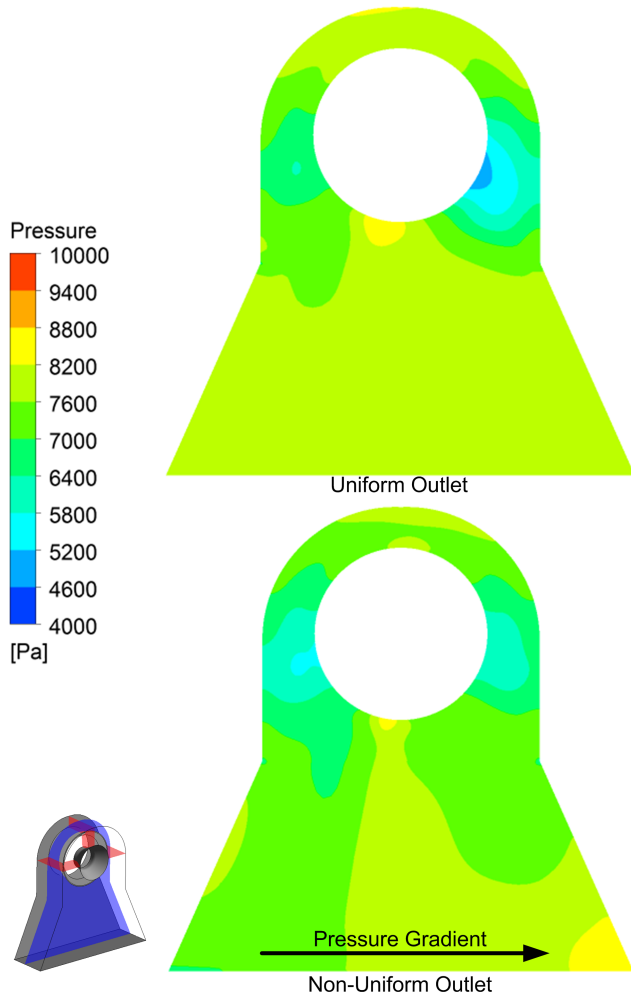 Pressure
10000
9400
8800
8200
7600
7000
6400
5800
5200
4600
4000
[Pa]
Uniform Outlet
Pressure Gradient
Non-Uniform Outlet